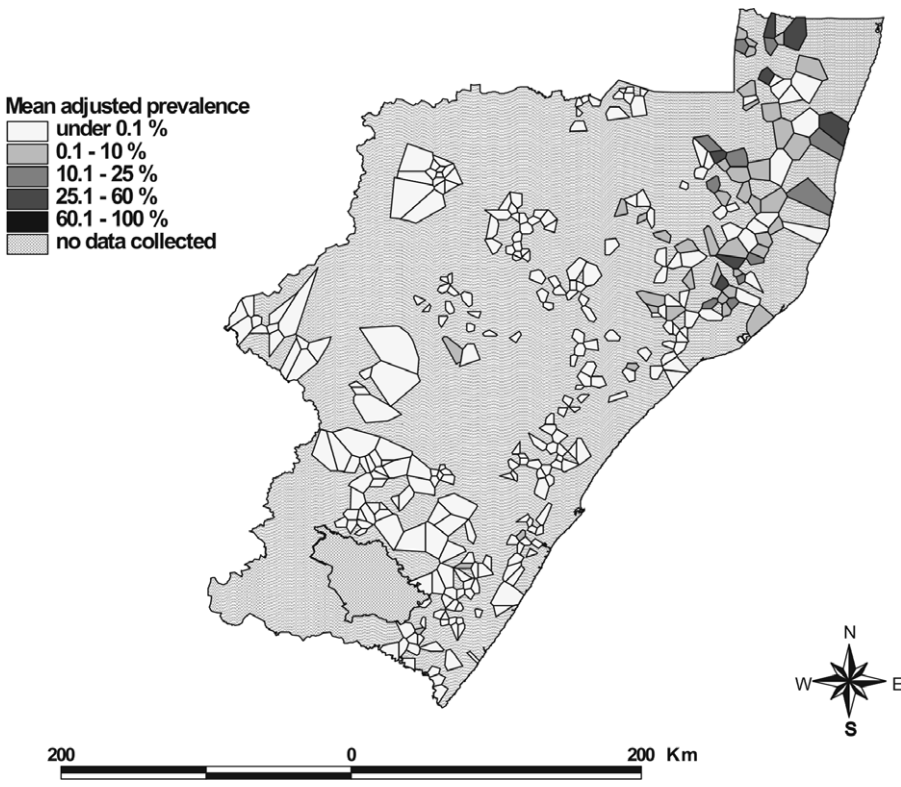 Mean adjusted prevalence
under 0.1 %
0.1 - 10 %
10.1 - 25 %
25.1 - 60 %
60.1 - 100 %
no data collected
N
W E
S
200 0 200 Km